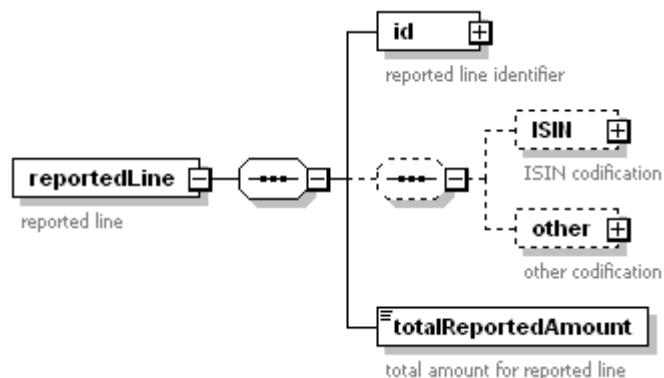 id
reported line identifier
ISIN
ISIN codification
reportedLine
reported line
other
other codification
totalReportedAmount
total amount for reported line